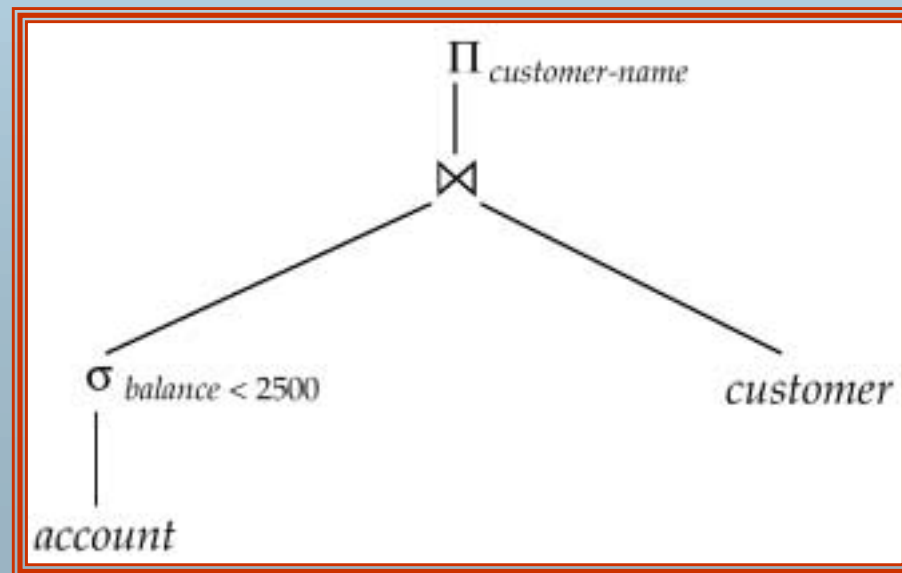 Π customer-name
⋈
σ balance < 2500
customer
account